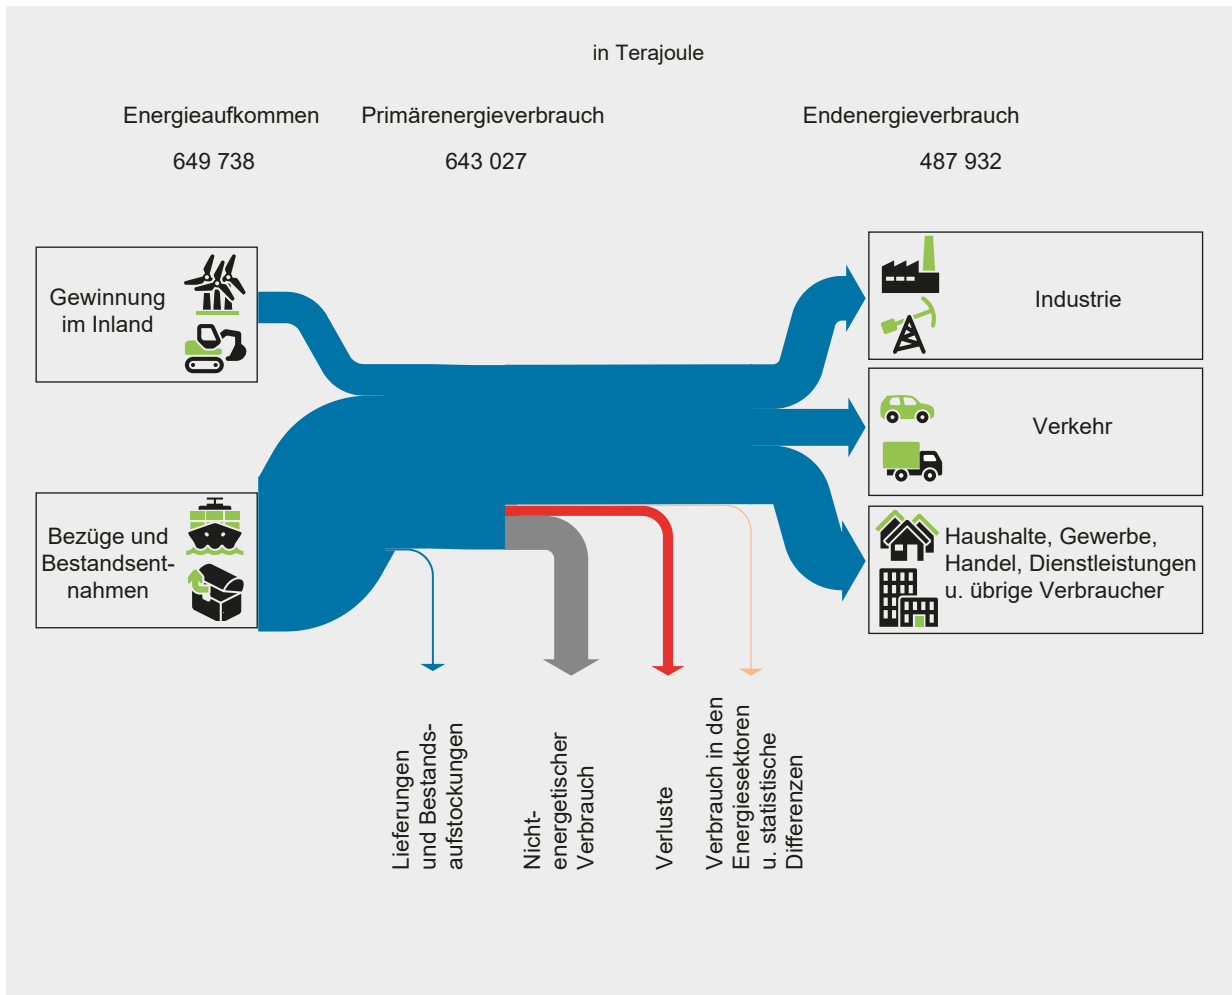 in Terajoule
Energieaufkommen
Primärenergieverbrauch
Endenergieverbrauch
649 738
643 027
487 932
Gewinnung
im Inland
Industrie
Verkehr
Bezüge und
Bestandsent-
nahmen
Haushalte, Gewerbe,
Handel, Dienstleistungen
u. übrige Verbraucher
Lieferungen
und Bestands-
aufstockungen
Nicht-
energetischer
Verbrauch
Verluste
Verbrauch in den
Energiesektoren
u. statistische
Differenzen